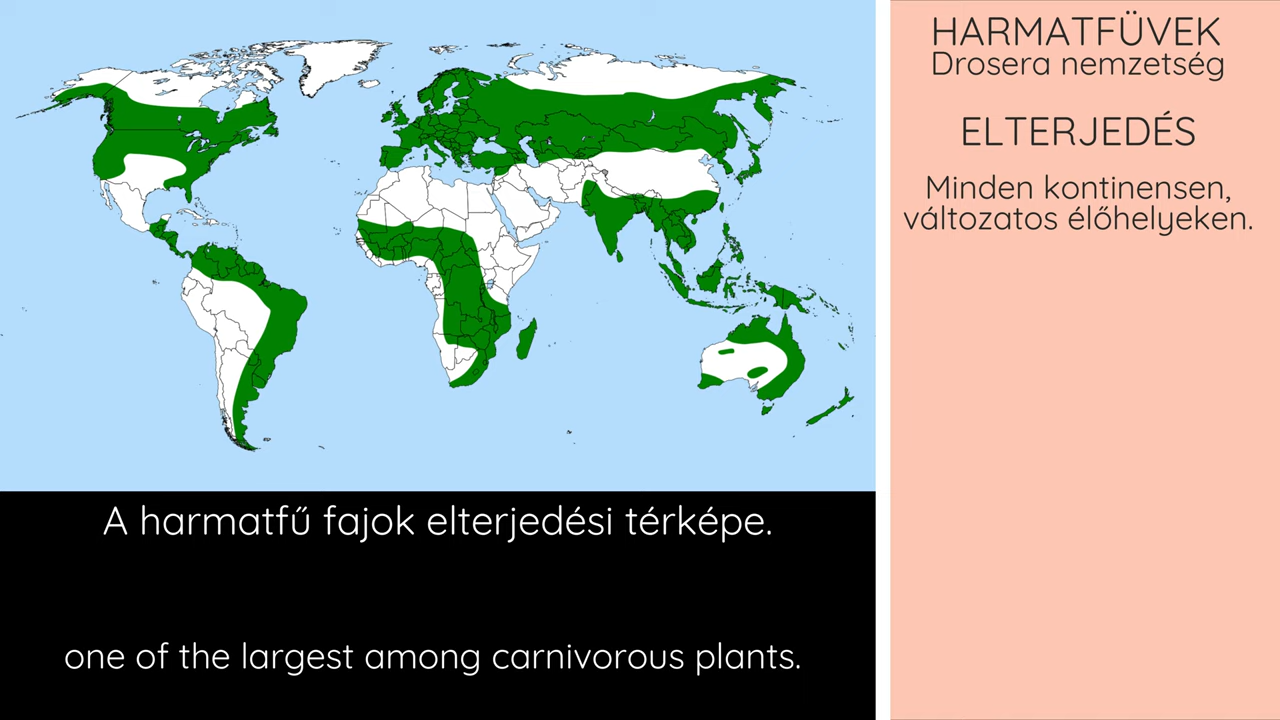 HARMATFÜVEK
Drosera nemzetség
ELTERJEDÉS
Minden kontinensen,
változatos élőhelyeken.
A harmatfű fajok elterjedési térképe.
one of the largest among carnivorous plants.